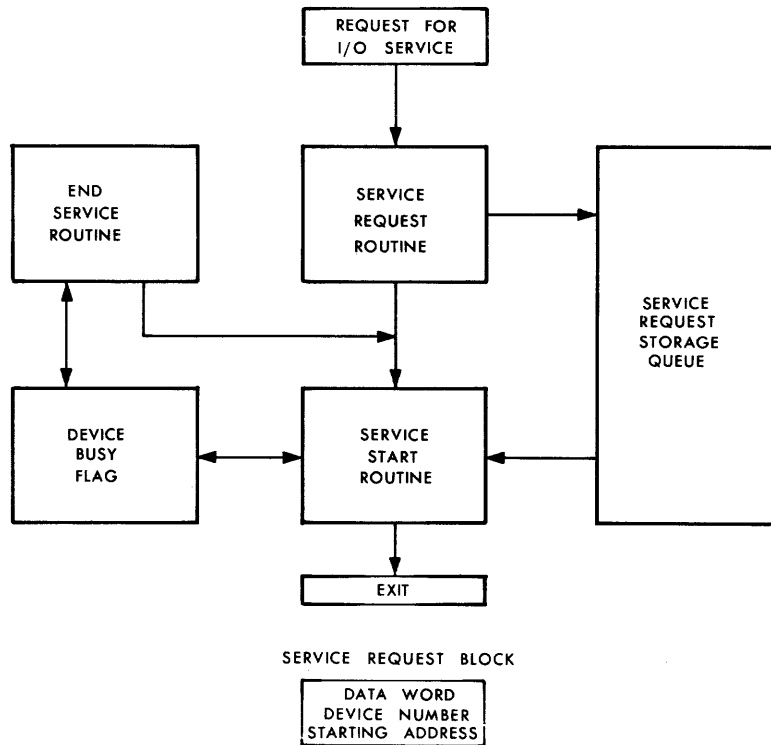 REQUEST FOR
I/O SERVICE
END
SERVICE
ROUTINE
SERVICE
REQUEST
ROUTINE
SERVICE
REQUEST
STORAGE
QUEUE
DEVICE
BUSY
FLAG
SERVICE
START
ROUTINE
EXIT
SERVICE REQUEST BLOCK
DATA WORD
DEVICE NUMBER
STARTING ADDRESS